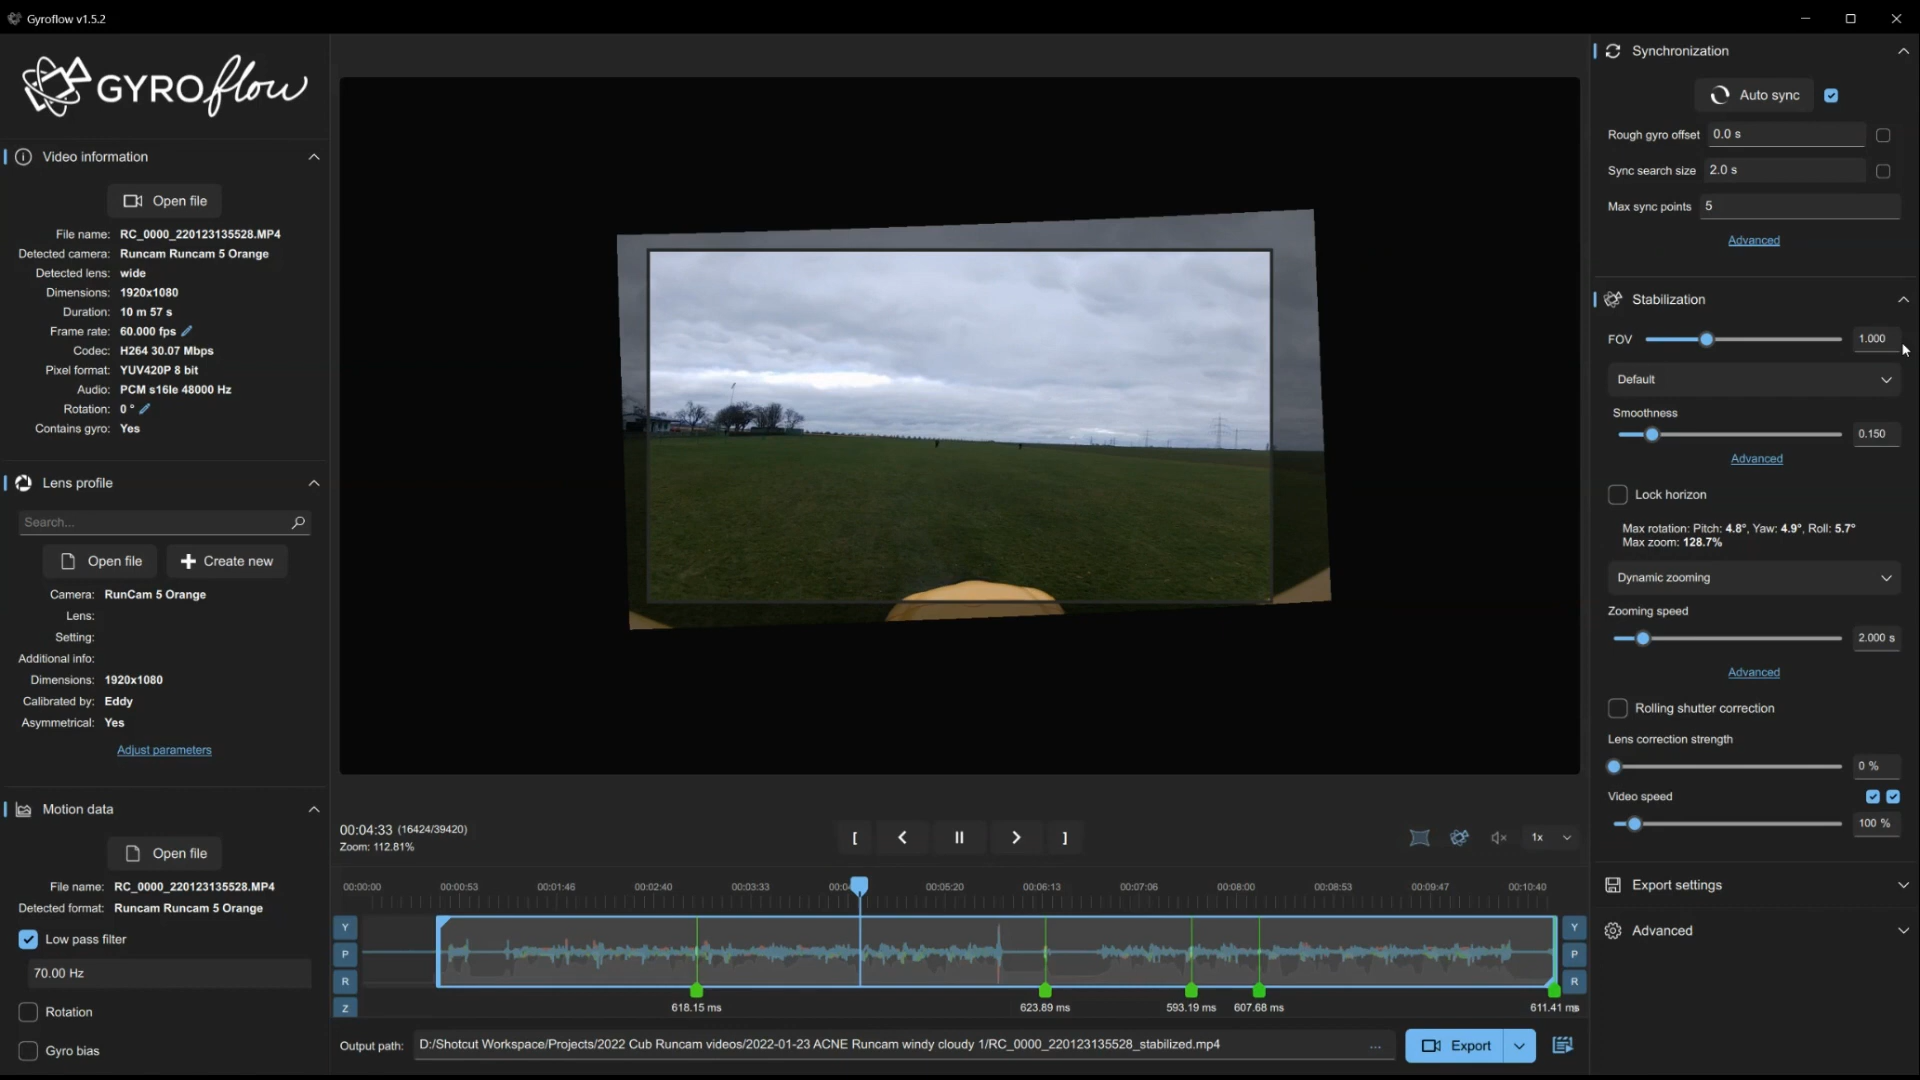 Gyroflow v1.5.2
GYROflow
Video information
Open file
File name: RC_0000_220123135528.MP4
Detected camera: Runcam Runcam 5 Orange
Detected lens: wide
Dimensions: 1920x1080
Duration: 10 m 57 s
Frame rate: 60.000 fps
Codec: H264 30.07 Mbps
Pixel format: YUV420P 8 bit
Audio: PCM s16le 48000 Hz
Rotation: 0 °
Contains gyro: Yes
Lens profile
Search...
Open file
Create new
Camera: RunCam 5 Orange
Lens:
Setting:
Additional info:
Dimensions: 1920x1080
Calibrated by: Eddy
Asymmetrical: Yes
Adjust parameters
Motion data
Open file
File name: RC_0000_220123135528.MP4
Detected format: Runcam Runcam 5 Orange
Low pass filter
70.00 Hz
Rotation
Gyro bias
00:04:33 (16424/39420)
Zoom: 112.81%
[ ]
1x
00:00:00 00:00:53 00:01:46 00:02:40 00:03:33 00:05:20 00:06:13 00:07:06 00:08:00 00:08:53 00:09:47 00:10:40
Y Y
P P
R R
Z
618.15 ms 623.89 ms 593.19 ms 607.68 ms 611.41 ms
Output path: D:/Shotcut Workspace/Projects/2022 Cub Runcam videos/2022-01-23 ACNE Runcam windy cloudy 1/RC_0000_220123135528_stabilized.mp4 ...
Export
Synchronization
Auto sync
Rough gyro offset 0.0 s
Sync search size 2.0 s
Max sync points 5
Advanced
Stabilization
FOV 1.000
Default
Smoothness
0.150
Advanced
Lock horizon
Max rotation: Pitch: 4.8°, Yaw: 4.9°, Roll: 5.7°
Max zoom: 128.7%
Dynamic zooming
Zooming speed
2.000 s
Advanced
Rolling shutter correction
Lens correction strength
0 %
Video speed
100 %
Export settings
Advanced